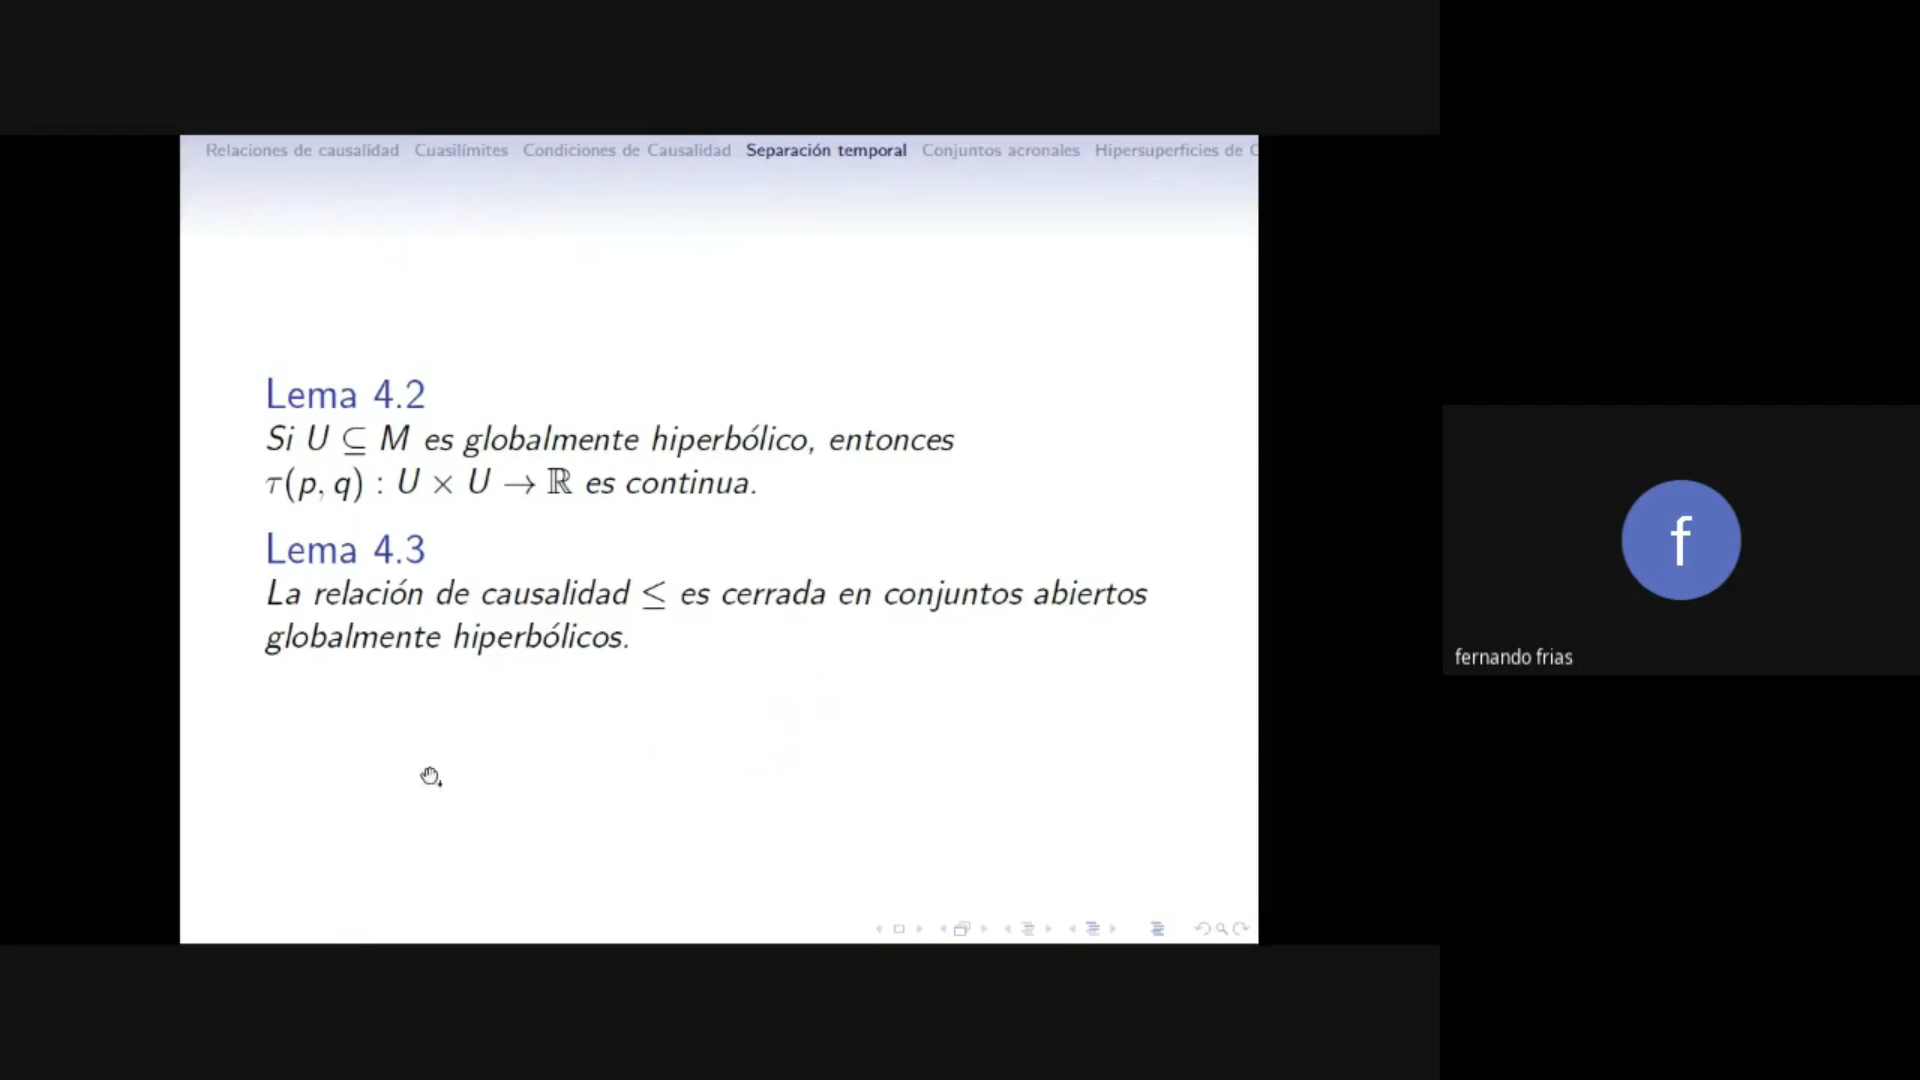 Relaciones de causalidad Cuasilímites Condiciones de Causalidad Separación temporal Conjuntos acronales Hipersuperficies de C
Lema 4.2
Si U ⊆ M es globalmente hiperbólico, entonces
τ(p, q) : U × U → ℝ es continua.
Lema 4.3
La relación de causalidad ≤ es cerrada en conjuntos abiertos
globalmente hiperbólicos.
f
fernando frias